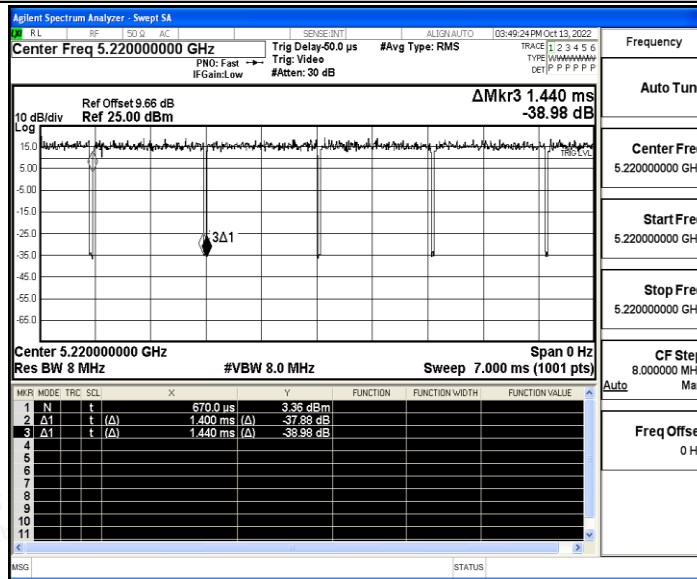 Agilent Spectrum Analyzer - Swept SA
RL RF 50 Ω AC SENSE:INT ALIGN AUTO 03:49:24 PM Oct 13, 2022
Center Freq 5.220000000 GHz
PNO: Fast
IFGain:Low
Trig Delay-50.0 µs
Trig: Video
#Atten: 30 dB
#Avg Type: RMS
TRACE 1 2 3 4 5 6
TYPE
DET P P P P P P
Ref Offset 9.66 dB
10 dB/div Ref 25.00 dBm
Log
ΔMkr3 1.440 ms
-38.98 dB
15.0
TRIG LVL
5.00
-5.00
-15.0
-25.0
3Δ1
-35.0
-45.0
-55.0
-65.0
Center 5.220000000 GHz Span 0 Hz
Res BW 8 MHz #VBW 8.0 MHz Sweep 7.000 ms (1001 pts)
MKR MODE TRC SCL X Y FUNCTION FUNCTION WIDTH FUNCTION VALUE
1 N t 670.0 µs 3.36 dBm
2 Δ1 t (Δ) 1.400 ms (Δ) -37.88 dB
3 Δ1 t (Δ) 1.440 ms (Δ) -38.98 dB
4
5
6
7
8
9
10
11
MSG STATUS
Frequency
Auto Tun
Center Fre
5.220000000 GH
Start Fre
5.220000000 GH
Stop Fre
5.220000000 GH
CF Ste
8.000000 MH
Auto Ma
Freq Offse
0 H